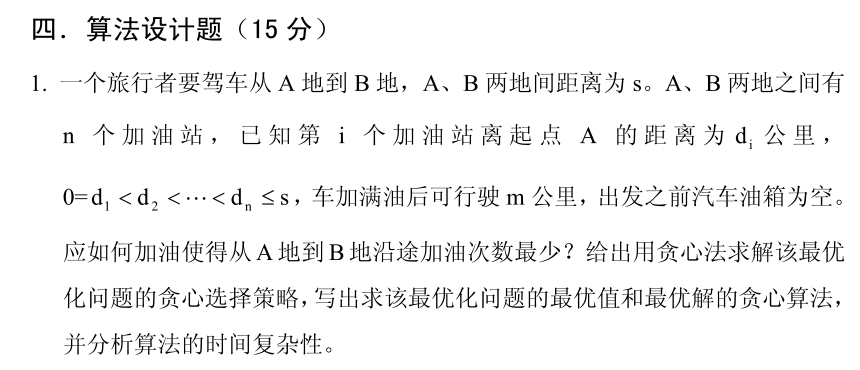 四．算法设计题（15 分）
1. 一个旅行者要驾车从 A 地到 B 地，A、B 两地间距离为 s。A、B 两地之间有
n 个加油站，已知第 i 个加油站离起点 A 的距离为 dᵢ 公里，
0=d₁ < d₂ < ⋯ < dₙ ≤ s，车加满油后可行驶 m 公里，出发之前汽车油箱为空。
应如何加油使得从 A 地到 B 地沿途加油次数最少？给出用贪心法求解该最优
化问题的贪心选择策略，写出求该最优化问题的最优值和最优解的贪心算法，
并分析算法的时间复杂性。